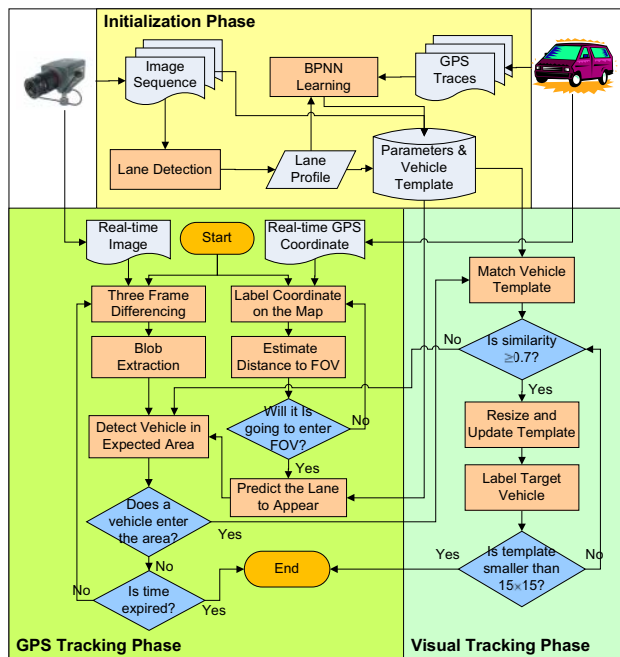 Initialization Phase
Image
Sequence
BPNN
Learning
GPS
Traces
Lane Detection
Lane
Profile
Parameters &
Vehicle
Template
Real-time
Image
Start
Real-time GPS
Coordinate
Three Frame
Differencing
Label Coordinate
on the Map
Match Vehicle
Template
Blob
Extraction
Estimate
Distance to FOV
No
Is similarity
≥0.7?
Yes
Detect Vehicle in
Expected Area
Will it Is
going to enter
FOV?
No
Resize and
Update Template
Yes
Predict the Lane
to Appear
Label Target
Vehicle
Does a
vehicle enter
the area?
Yes
No
Is template
smaller than
15×15?
Yes
No
End
No
Is time
expired?
Yes
GPS Tracking Phase
Visual Tracking Phase